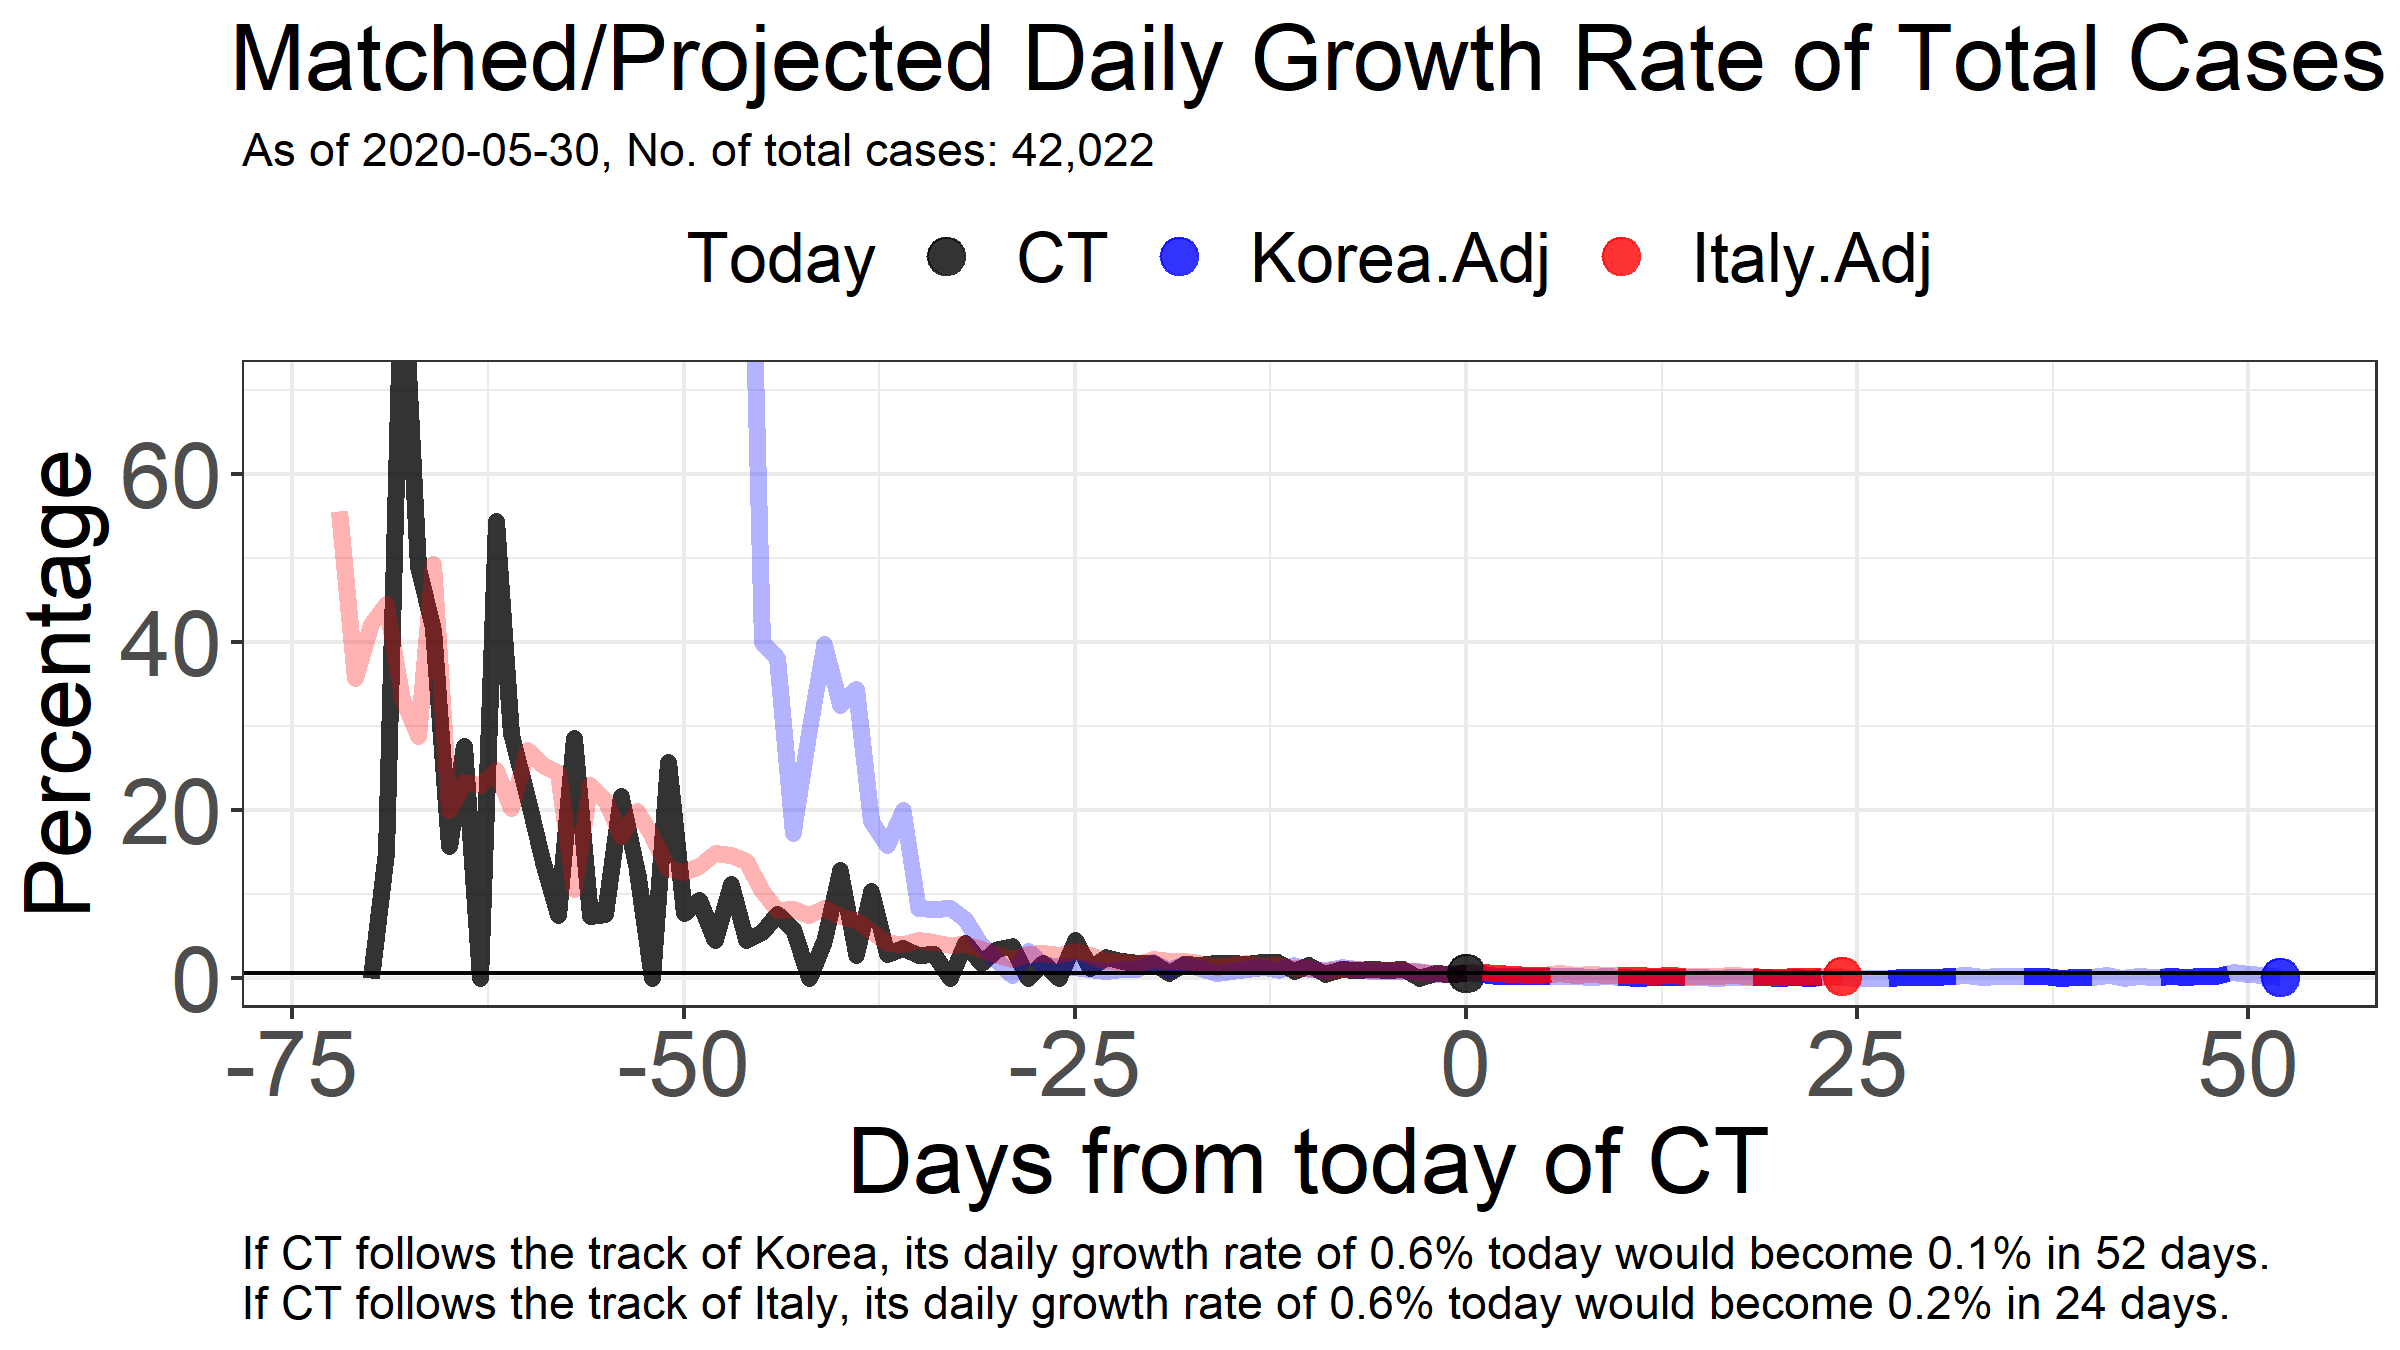 Matched/Projected Daily Growth Rate of Total Cases
As of 2020-05-30, No. of total cases: 42,022
Today CT Korea.Adj Italy.Adj
Percentage
60
40
20
0
-75 -50 -25 0 25 50
Days from today of CT
If CT follows the track of Korea, its daily growth rate of 0.6% today would become 0.1% in 52 days.
If CT follows the track of Italy, its daily growth rate of 0.6% today would become 0.2% in 24 days.